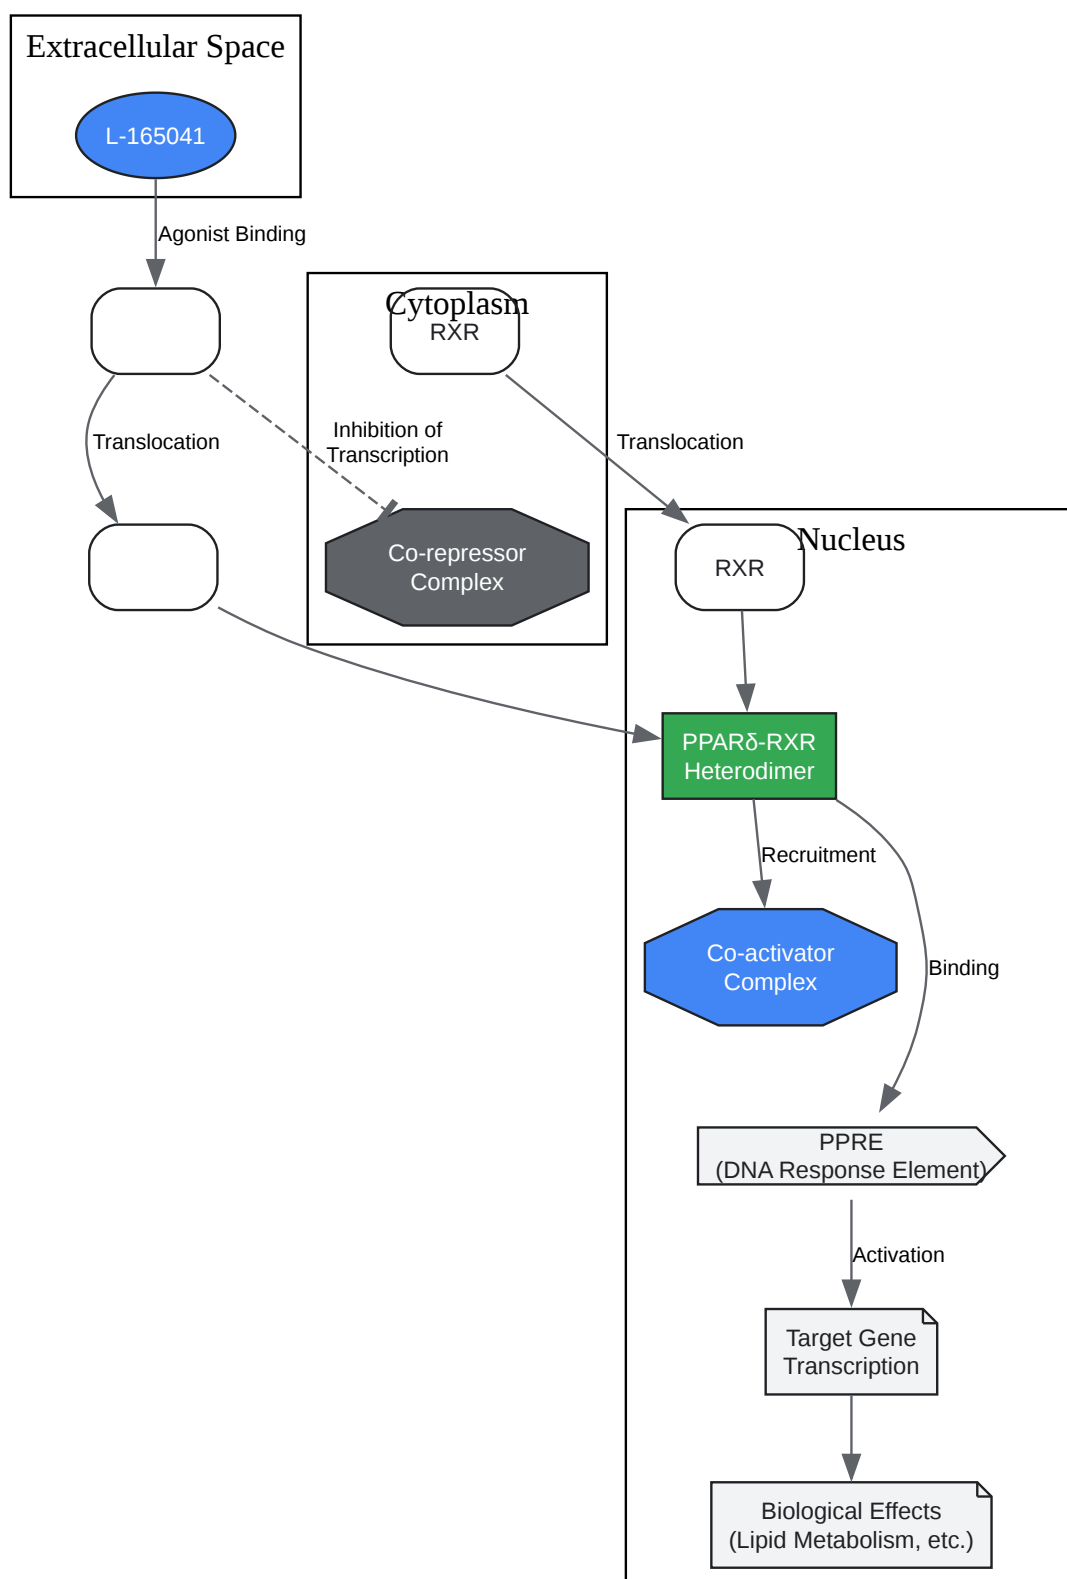 Extracellular Space
L-165041
Agonist Binding
Cytoplasm
RXR
Translocation
Inhibition of
Transcription
Translocation
Co-repressor
Complex
Nucleus
RXR
PPARδ-RXR
Heterodimer
Recruitment
Co-activator
Complex
Binding
PPRE
(DNA Response Element)
Activation
Target Gene
Transcription
Biological Effects
(Lipid Metabolism, etc.)